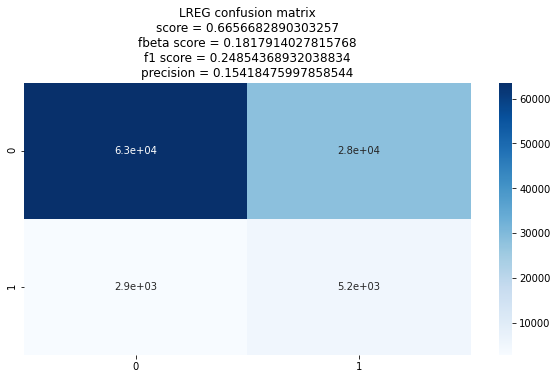 LREG confusion matrix
score = 0.6656682890303257
fbeta score = 0.1817914027815768
f1 score = 0.24854368932038834
precision = 0.15418475997858544
0
6.3e+04
2.8e+04
1
2.9e+03
5.2e+03
0
1
60000
50000
40000
30000
20000
10000